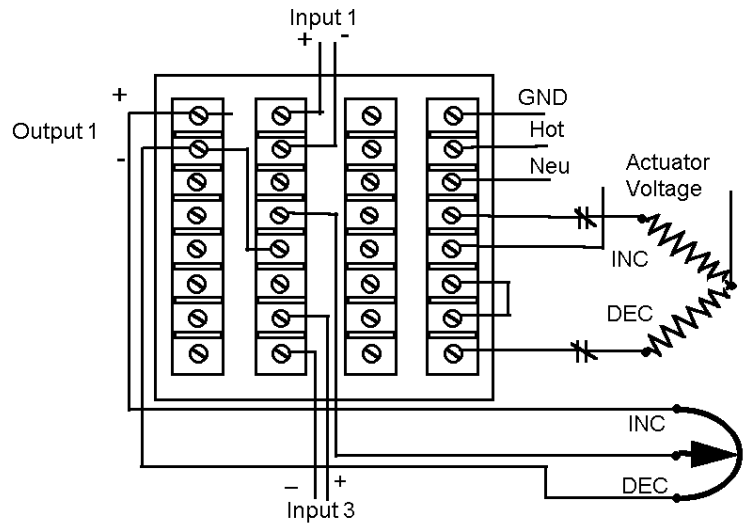 Input 1
+ -
+
Output 1
-
GND
Hot
Neu
Actuator
Voltage
INC
DEC
INC
DEC
– +
Input 3